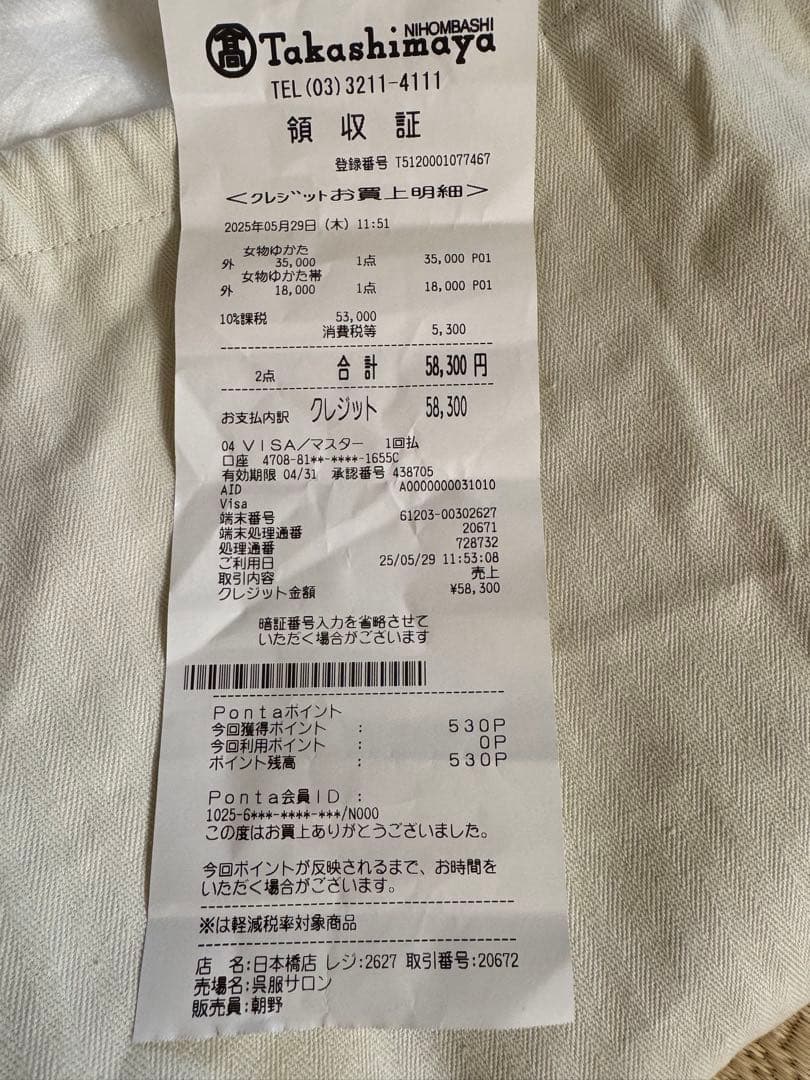 高 Takashimaya NIHOMBASHI
TEL(03)3211-4111
領収証
登録番号 T5120001077467
<クレジットお買上明細>
2025年05月29日(木) 11:51
女物ゆかた
外 35,000 1点 35,000 P01
女物ゆかた帯
外 18,000 1点 18,000 P01
10%課税 53,000
消費税等 5,300
2点 合計 58,300円
お支払内訳 クレジット 58,300
04 VISA/マスター 1回払
口座 4708-81**-****-1655C
有効期限 04/31 承認番号 438705
AID A0000000031010
Visa
端末番号 61203-00302627
端末処理通番 20671
処理通番 728732
ご利用日 25/05/29 11:53:08
取引内容 売上
クレジット金額 ¥58,300
暗証番号入力を省略させて
いただく場合がございます
Pontaポイント
今回獲得ポイント : 530P
今回利用ポイント : 0P
ポイント残高 : 530P
Ponta会員ID :
1025-6***-****-***/N000
この度はお買上ありがとうございました。
今回ポイントが反映されるまで、お時間を
いただく場合がございます。
※は軽減税率対象商品
店 名:日本橋店 レジ:2627 取引番号:20672
売場名:呉服サロン
販売員:朝野